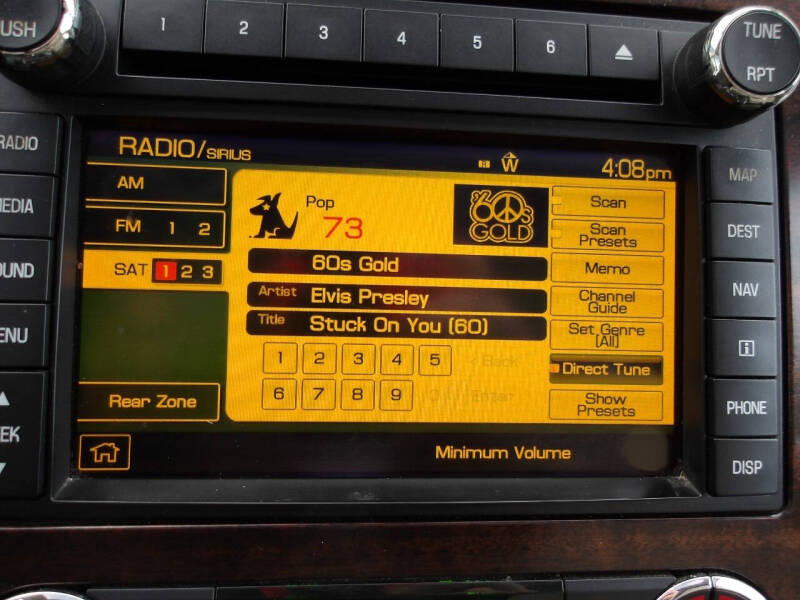 PUSH
1 2 3 4 5 6
TUNE
RPT
RADIO
MEDIA
SOUND
MENU
SEEK
RADIO/SIRIUS
W
4:08pm
AM
FM 1 2
SAT 1 2 3
Rear Zone
Pop
73
60s
GOLD
60s Gold
Artist Elvis Presley
Title Stuck On You (60)
1 2 3 4 5 Back
6 7 8 9 0 Enter
Scan
Scan
Presets
Memo
Channel
Guide
Set Genre
[All]
Direct Tune
Show
Presets
Minimum Volume
MAP
DEST
NAV
i
PHONE
DISP